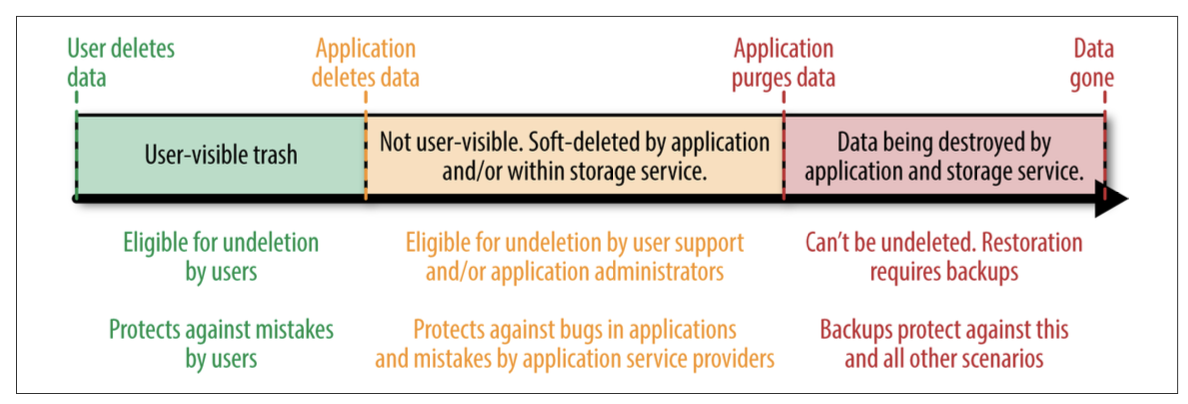 User deletes
data
Application
deletes data
Application
purges data
Data
gone
User-visible trash
Not user-visible. Soft-deleted by application
and/or within storage service.
Data being destroyed by
application and storage service.
Eligible for undeletion
by users
Eligible for undeletion by user support
and/or application administrators
Can’t be undeleted. Restoration
requires backups
Protects against mistakes
by users
Protects against bugs in applications
and mistakes by application service providers
Backups protect against this
and all other scenarios